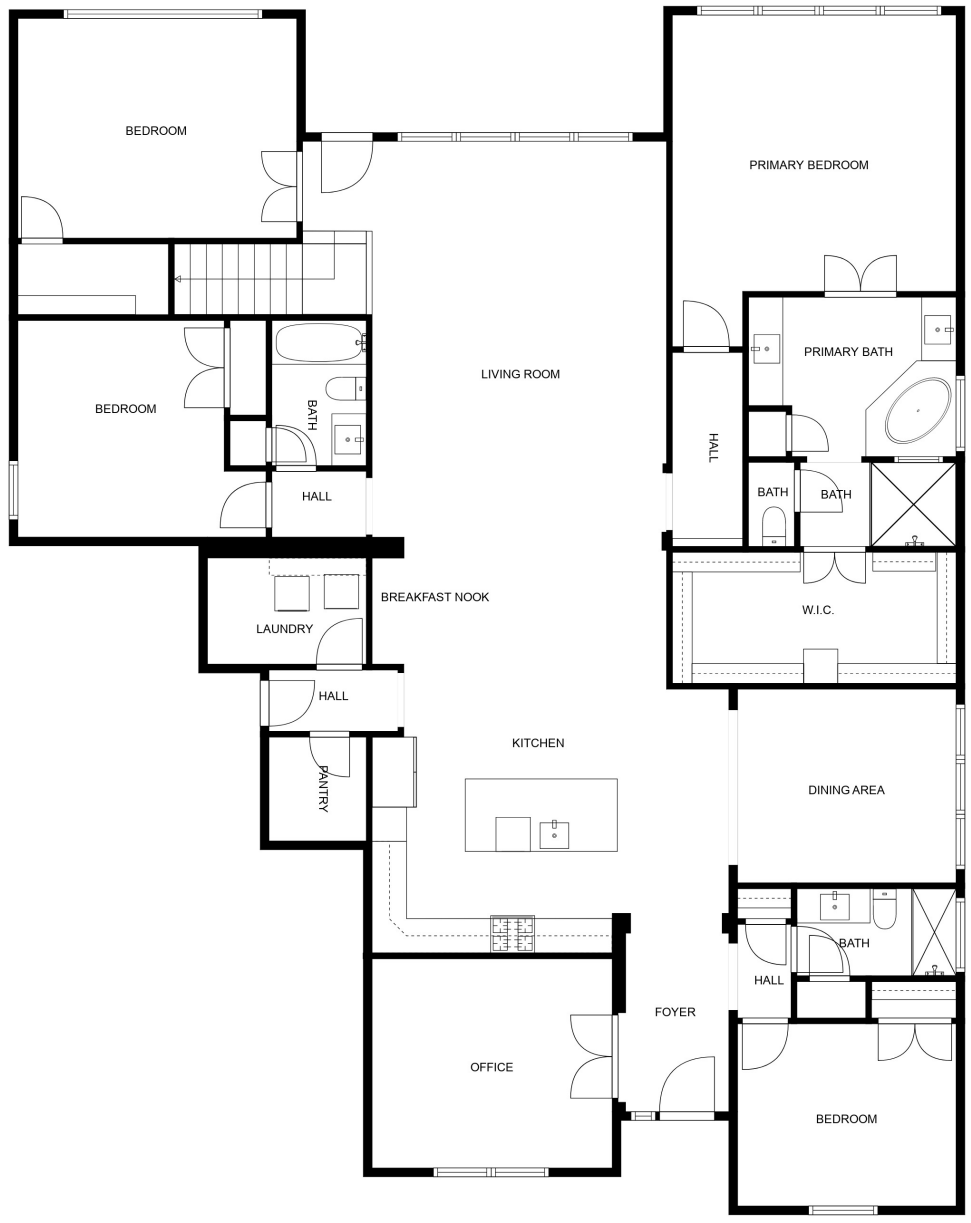 BEDROOM
PRIMARY BEDROOM
PRIMARY BATH
LIVING ROOM
BEDROOM
BATH
HALL
BATH
BATH
HALL
BREAKFAST NOOK
W.I.C.
LAUNDRY
HALL
KITCHEN
PANTRY
DINING AREA
BATH
HALL
FOYER
OFFICE
BEDROOM